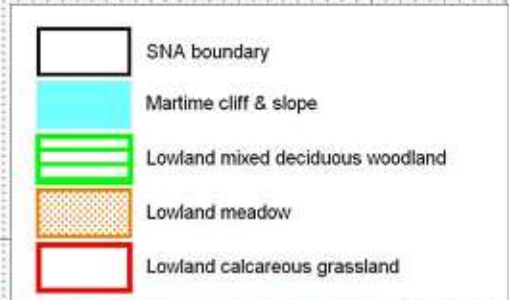 SNA boundary
Martime cliff & slope
Lowland mixed deciduous woodland
Lowland meadow
Lowland calcareous grassland